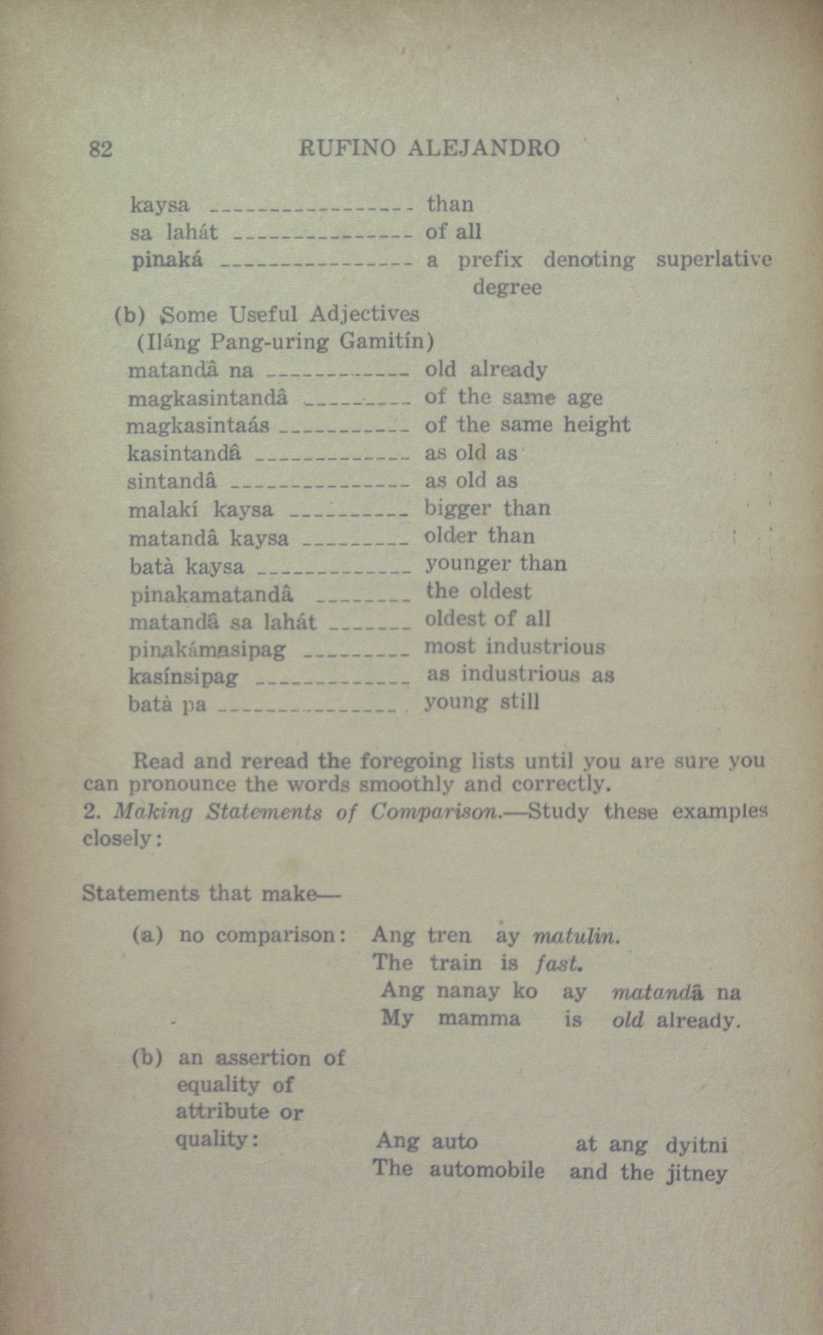 82 RUFINO ALEJANDRO
kaysa ----------------- than
sa lahát --------------- of all
pinaká ---------------- a prefix denoting superlative
degree
(b) Some Useful Adjectives
(Iláng Pang-uring Gamitín)
matandâ na ------------ old already
magkasintandâ --------- of the same age
magkasintaás ----------- of the same height
kasintandâ ------------- as old as
sintandâ --------------- as old as
malakí kaysa ---------- bigger than
matandâ kaysa --------- older than
batà kaysa ------------- younger than
pinakamatandâ -------- the oldest
matandâ sa lahát ------- oldest of all
pinakámasipag --------- most industrious
kasínsipag ------------- as industrious as
batà pa --------------- young still
Read and reread the foregoing lists until you are sure you
can pronounce the words smoothly and correctly.
2. Making Statements of Comparison.—Study these examples
closely:
Statements that make—
(a) no comparison: Ang tren ay matulin.
The train is fast.
Ang nanay ko ay matandâ na
My mamma is old already.
(b) an assertion of
equality of
attribute or
quality: Ang auto at ang dyitni
The automobile and the jitney